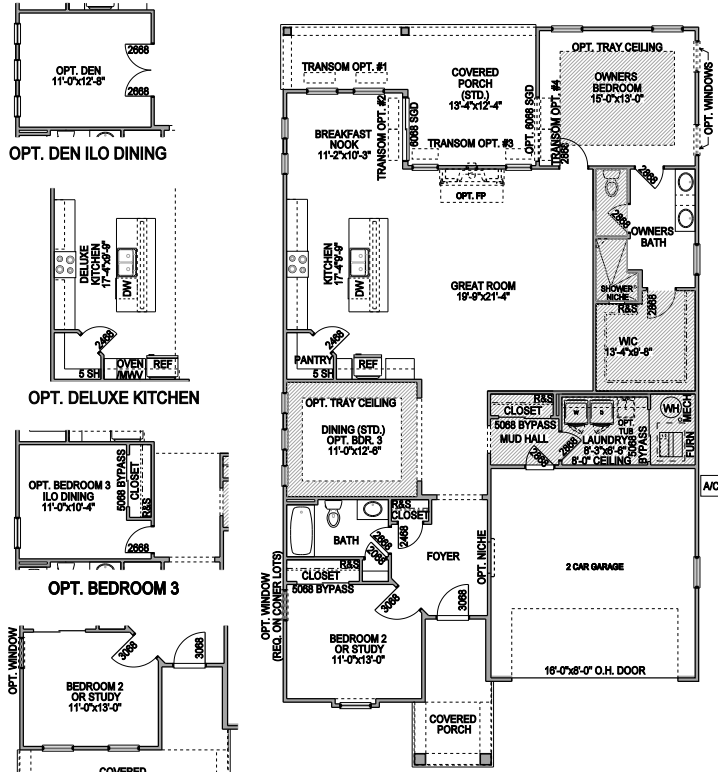 2668
OPT. DEN
11'-0"x12'-8"
2668
OPT. DEN ILO DINING
DELUXE
KITCHEN
17'-4"x9'-9"
DW
2468
5 SH
OVEN
/MWV
REF
OPT. DELUXE KITCHEN
OPT. BEDROOM 3
ILO DINING
11'-0"x10'-4"
5068 BYPASS
CLOSET
R&S
2668
OPT. BEDROOM 3
OPT. WINDOW
3068
3068
BEDROOM 2
OR STUDY
11'-0"x13'-0"
COVERED
TRANSOM OPT. #1
COVERED
PORCH
(STD.)
13'-4"x12'-4"
OPT. TRAY CEILING
OWNERS
BEDROOM
15'-0"x13'-0"
OPT. WINDOWS
BREAKFAST
NOOK
11'-2"x10'-3"
TRANSOM OPT. #2
6068 SGD
TRANSOM OPT. #3
OPT. 6068 SGD
TRANSOM OPT. #4
2868
OPT. FP
2868
2668
OWNERS
BATH
SHOWER
NICHE
KITCHEN
17'-4"9'-9"
DW
GREAT ROOM
19'-9"x21'-4"
R&S
2668
WIC
13'-4"x9'-8"
2468
PANTRY
5 SH
REF
OPT. TRAY CEILING
DINING (STD.)
OPT. BDR. 3
11'-0"x12'-6"
R&S
CLOSET
5068 BYPASS
MUD HALL
2868
2868
OPT.
TUB
LAUNDRY
8'-3"x6'-6"
8'-0" CEILING
5068
BYPASS
WH
MECH
FURN
A/C
R&S
CLOSET
2468
BATH
2668
2068
R&S
CLOSET
5068 BYPASS
FOYER
OPT. NICHE
2 CAR GARAGE
OPT. WINDOW
(REQ. ON CONER LOTS)
3068
3068
BEDROOM 2
OR STUDY
11'-0"x13'-0"
16'-0"x8'-0" O.H. DOOR
COVERED
PORCH